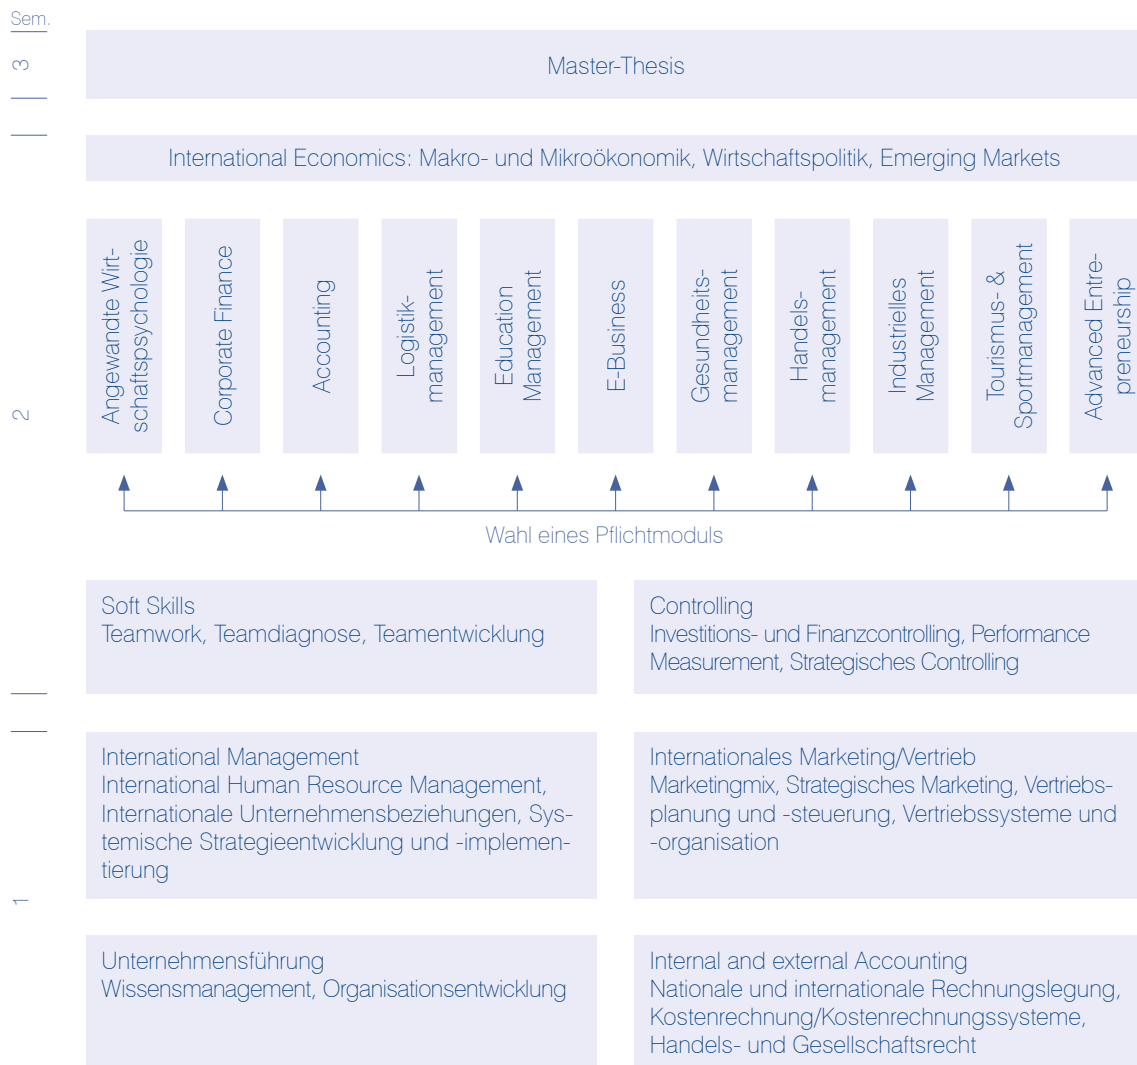 Sem.
3
Master-Thesis
International Economics: Makro- und Mikroökonomik, Wirtschaftspolitik, Emerging Markets
2
Angewandte Wirt-
schaftspsychologie
Corporate Finance
Accounting
Logistik-
management
Education
Management
E-Business
Gesundheits-
management
Handels-
management
Industrielles
Management
Tourismus- &
Sportmanagement
Advanced Entre-
preneurship
Wahl eines Pflichtmoduls
Soft Skills
Teamwork, Teamdiagnose, Teamentwicklung
Controlling
Investitions- und Finanzcontrolling, Performance
Measurement, Strategisches Controlling
1
International Management
International Human Resource Management,
Internationale Unternehmensbeziehungen, Sys-
temische Strategieentwicklung und -implemen-
tierung
Internationales Marketing/Vertrieb
Marketingmix, Strategisches Marketing, Vertriebs-
planung und -steuerung, Vertriebssysteme und
-organisation
Unternehmensführung
Wissensmanagement, Organisationsentwicklung
Internal and external Accounting
Nationale und internationale Rechnungslegung,
Kostenrechnung/Kostenrechnungssysteme,
Handels- und Gesellschaftsrecht